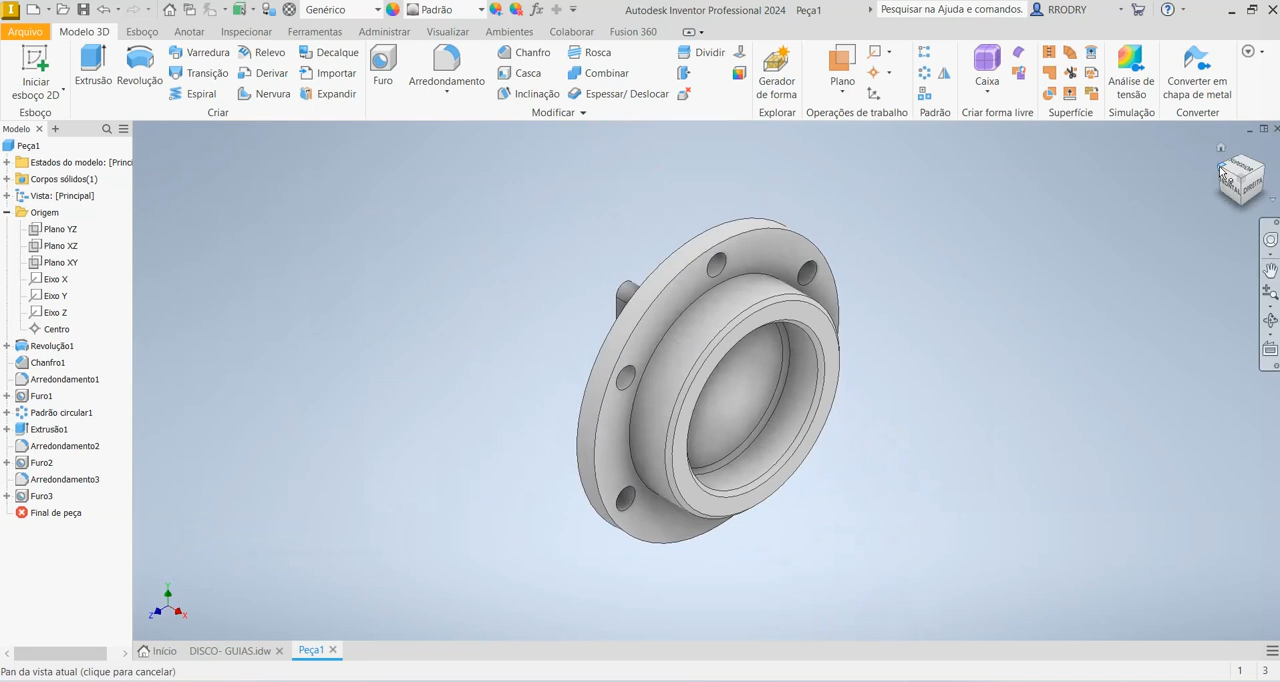 Genérico Padrão Autodesk Inventor Professional 2024 Peça1 Pesquisar na Ajuda e comandos. RRODRY
Arquivo Modelo 3D Esboço Anotar Inspecionar Ferramentas Administrar Visualizar Ambientes Colaborar Fusion 360
Iniciar esboço 2D
Esboço
Extrusão Revolução
Varredura Relevo Decalque
Transição Derivar Importar
Espiral Nervura Expandir
Criar
Furo Arredondamento
Chanfro Rosca Dividir
Casca Combinar
Inclinação Espessar/ Deslocar
Modificar
Gerador de forma
Explorar
Plano
Operações de trabalho
Padrão
Caixa
Criar forma livre
Superfície
Análise de tensão
Simulação
Converter em chapa de metal
Converter
Modelo
Peça1
Estados do modelo: [Princi
Corpos sólidos(1)
Vista: [Principal]
Origem
Plano YZ
Plano XZ
Plano XY
Eixo X
Eixo Y
Eixo Z
Centro
Revolução1
Chanfro1
Arredondamento1
Furo1
Padrão circular1
Extrusão1
Arredondamento2
Furo2
Arredondamento3
Furo3
Final de peça
DIREITA
Y
Z X
Início DISCO- GUIAS.idw Peça1
Pan da vista atual (clique para cancelar) 1 3